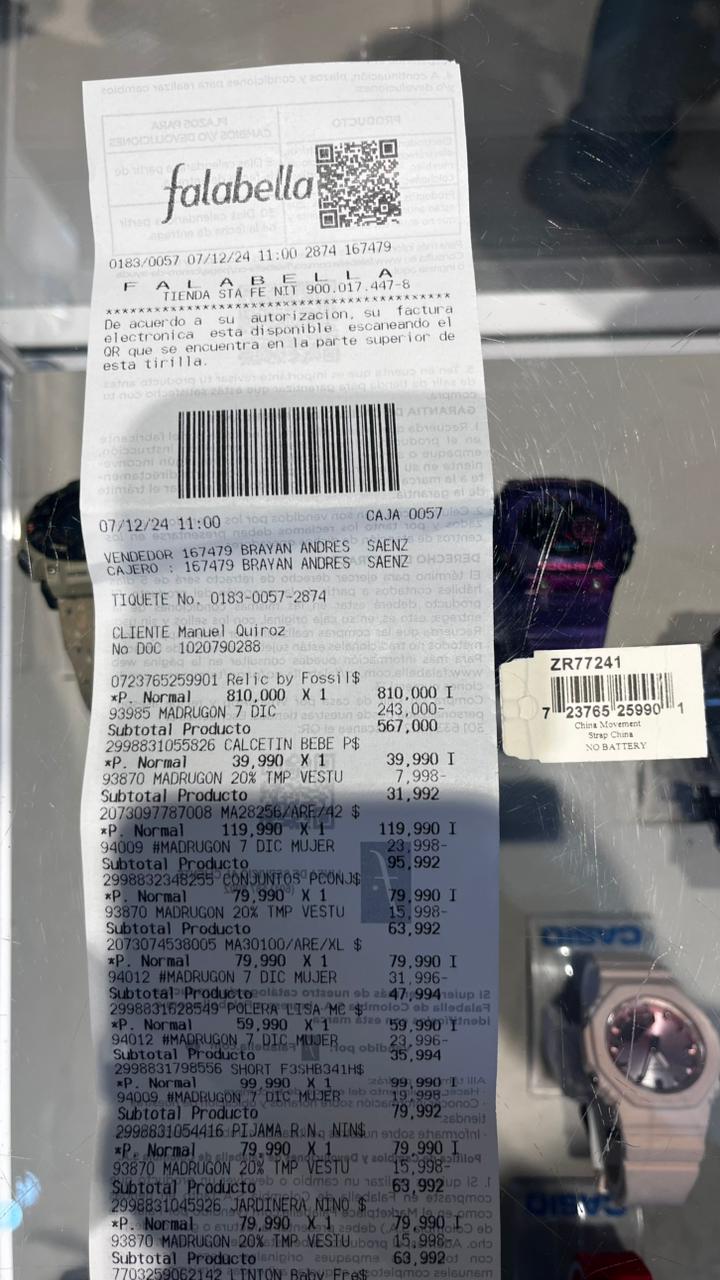 falabella
0183/0057 07/12/24 11:00 2874 167479
F A L A B E L L A
TIENDA STA FE NIT 900.017.447-8
**************************************************
De acuerdo a su autorizacion, su factura
electronica esta disponible escaneando el
QR que se encuentra en la parte superior de
esta tirilla.
07/12/24 11:00 CAJA 0057
VENDEDOR 167479 BRAYAN ANDRES SAENZ
CAJERO : 167479 BRAYAN ANDRES SAENZ
TIQUETE No. 0183-0057-2874
CLIENTE Manuel Quiroz
No DOC 1020790288
0723765259901 Relic by Fossil$
*P. Normal 810,000 X 1 810,000 I
93985 MADRUGON 7 DIC 243,000-
Subtotal Producto 567,000
2998831055826 CALCETIN BEBE P$
*P. Normal 39,990 X 1 39,990 I
93870 MADRUGON 20% TMP VESTU 7,998-
Subtotal Producto 31,992
2073097787008 MA28256/ARE/42 $
*P. Normal 119,990 X 1 119,990 I
94009 #MADRUGON 7 DIC MUJER 23,998-
Subtotal Producto 95,992
2998832348255 CONJUNTOS PCONJ$
*P. Normal 79,990 X 1 79,990 I
93870 MADRUGON 20% TMP VESTU 15,998-
Subtotal Producto 63,992
2073074538005 MA30100/ARE/XL $
*P. Normal 79,990 X 1 79,990 I
94012 #MADRUGON 7 DIC MUJER 31,996-
Subtotal Producto 47,994
2998831628549 POLERA LISA MC $
*P. Normal 59,990 X 1 59,990 I
94012 #MADRUGON 7 DIC MUJER 23,996-
Subtotal Producto 35,994
2998831798556 SHORT F3SHB341H$
*P. Normal 99,990 X 1 99,990 I
94009 #MADRUGON 7 DIC MUJER 19,998-
Subtotal Producto 79,992
2998831054416 PIJAMA R.N. NIN$
*P. Normal 79,990 X 1 79,990 I
93870 MADRUGON 20% TMP VESTU 15,998-
Subtotal Producto 63,992
2998831045926 JARDINERA NINO $
*P. Normal 79,990 X 1 79,990 I
93870 MADRUGON 20% TMP VESTU 15,998-
Subtotal Producto 63,992
7703259062142 LINTON Baby Fre$
ZR77241
7 23765 25990 1
China Movement
Strap China
NO BATTERY
CASIO
CASIO